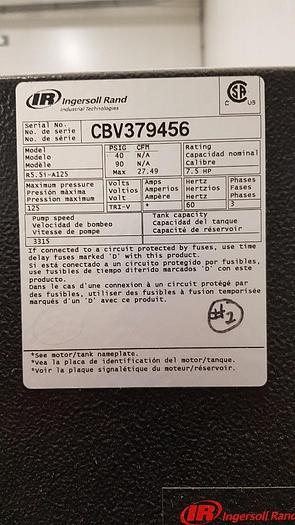 IR Ingersoll Rand
Industrial Technologies
C US
Serial No.
No. de serie
No. de série
CBV379456
Model
Modelo
Modèle
R5.5i-A125
PSIG CFM
40 N/A
90 N/A
Max 27.49
Rating
Capacidad nominal
Calibre
7.5 HP
Maximum pressure
Presión máxima
Pression maxima
125
Volts
Voltios
Volts
TRI-V
Amps
Amperios
Ampère
*
Hertz
Hertzios
Hertz
60
Phases
Fases
Phases
3
Pump speed
Velocidad de bombeo
Vitesse de pompe
3315
Tank capacity
Capacidad del tanque
Capacité de réservoir
If connected to a circuit protected by fuses, use time
delay fuses marked 'D' with this product.
Si está conectado a un circuito protegido por fusibles,
use fusibles de tiempo diferido marcados 'D' con este
producto.
Dans le cas d'une connexion à un circuit protégé par
des fusibles, utiliser des fusibles à fusion temporisée
marqués d'un 'D' avec ce produit.
#2
*See motor/tank nameplate.
*Vea la placa de identificación del motor/tanque.
*Voir la plaque signalétique du moteur/réservoir.
IR Ingersoll Rand